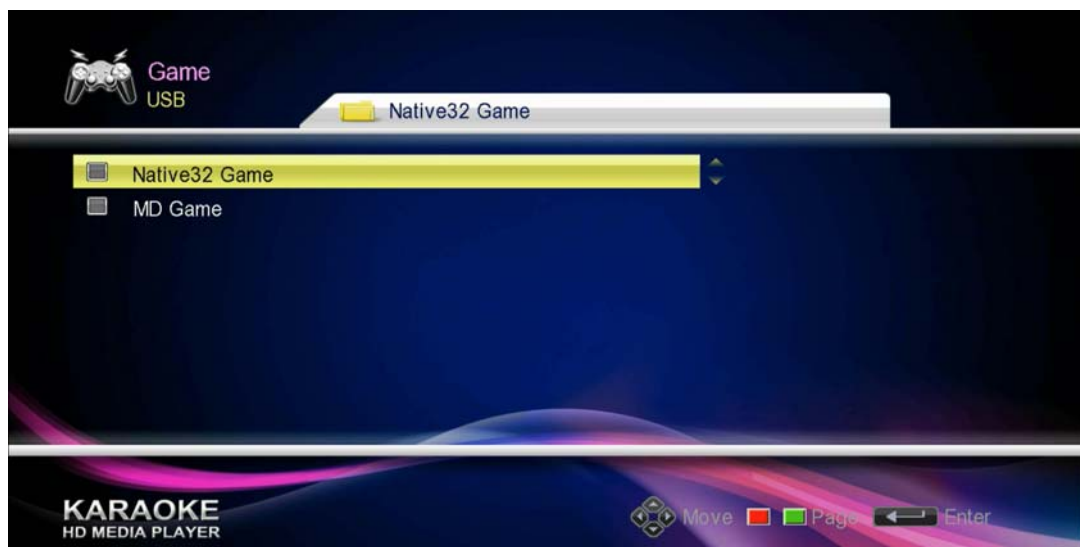 Game
USB
Native32 Game
Native32 Game
MD Game
KARAOKE
HD MEDIA PLAYER
Move Page Enter